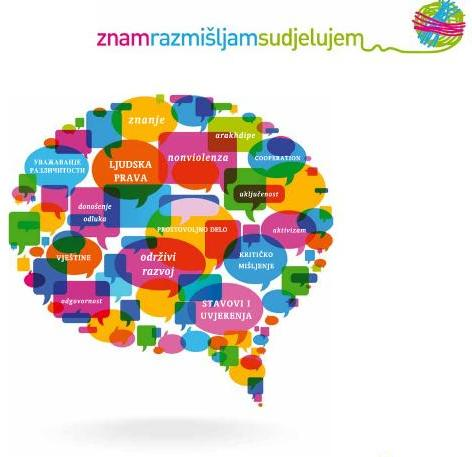 znamrazmišljamsudjelujem
znanje
arakhdipe
nonviolenza
УВАЖАВАЊЕ
РАЗЛИЧИТОСТИ
LJUDSKA
PRAVA
COOPERATION
uključenost
donošenje
odluka
PROSTOVOLJNO DELO
aktivizam
VJEŠTINE
održivi
razvoj
KRITIČKO
MIŠLJENJE
odgovornost
STAVOVI I
UVJERENJA